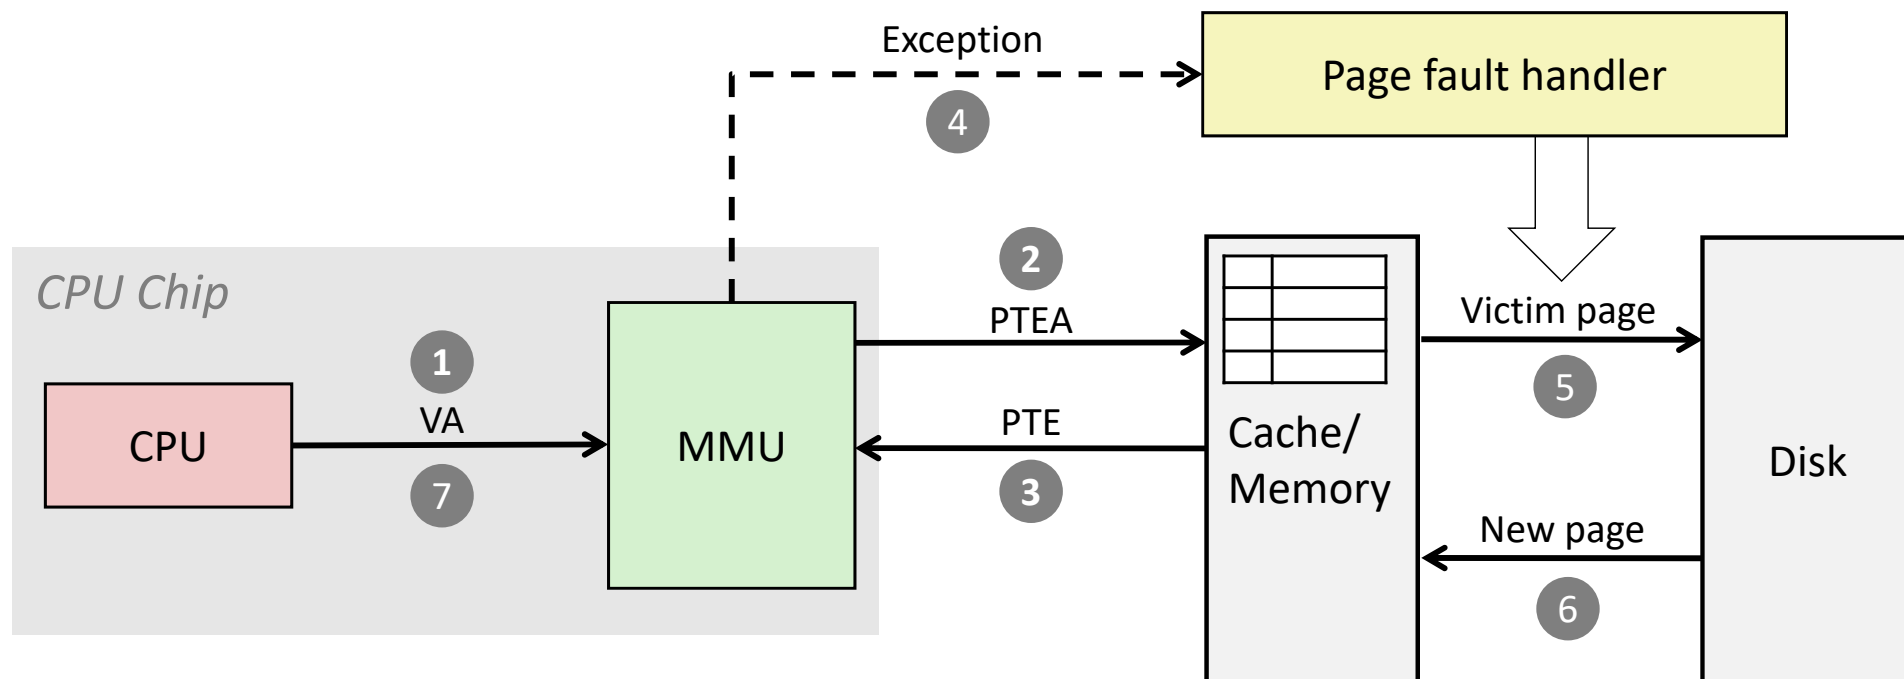 Exception
Page fault handler
4
CPU Chip
2
PTEA
Victim page
1
VA
5
CPU
MMU
PTE
Cache/
Memory
Disk
7
3
New page
6